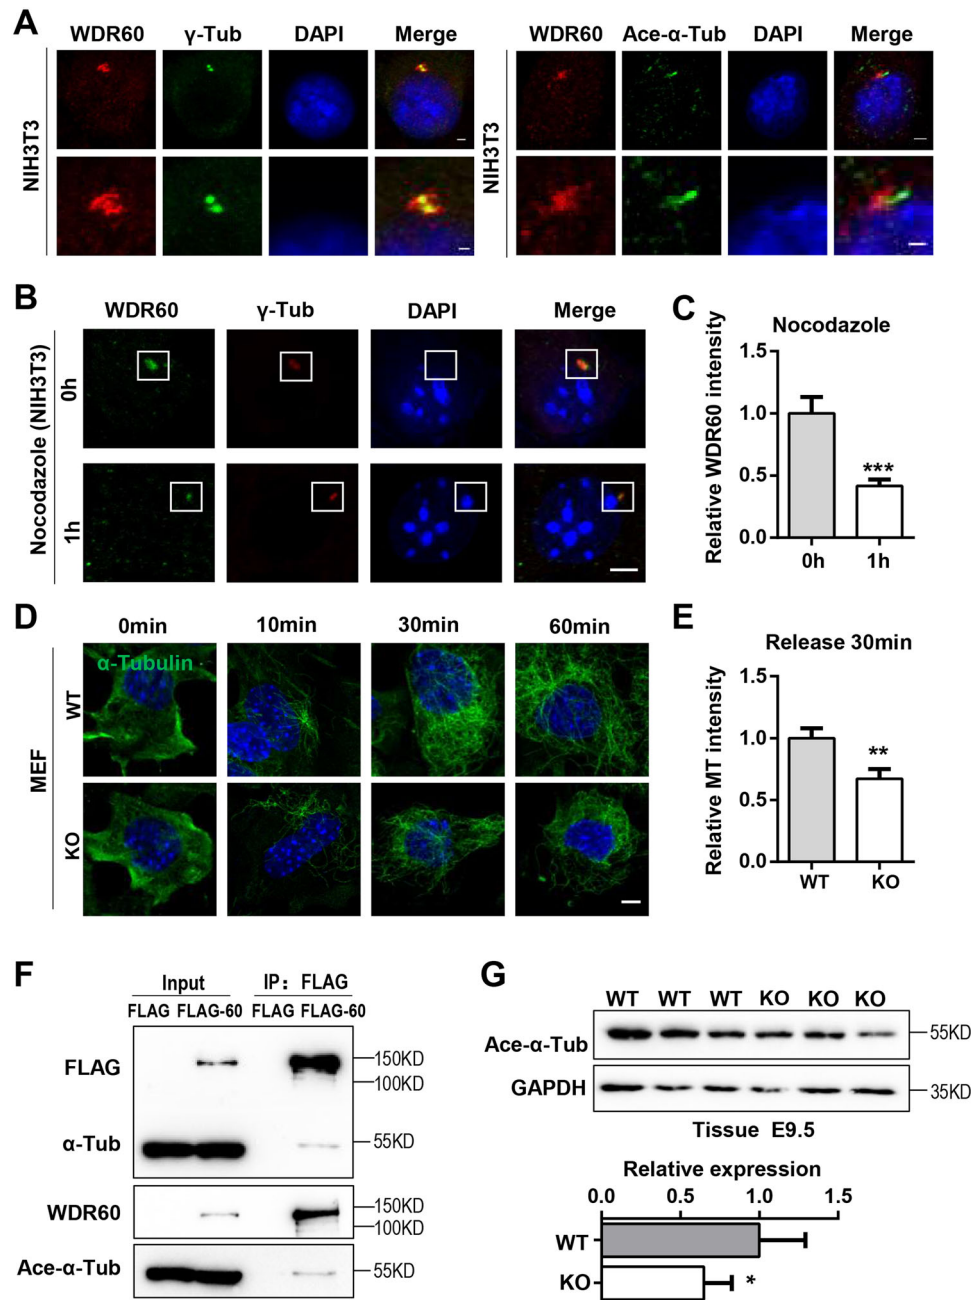 A
WDR60 γ-Tub DAPI Merge
NIH3T3
WDR60 Ace-α-Tub DAPI Merge
NIH3T3
B
WDR60 γ-Tub DAPI Merge
Nocodazole (NIH3T3)
0h
1h
C
Nocodazole
Relative WDR60 intensity
1.5
1.0
0.5
0.0
***
0h 1h
D
0min 10min 30min 60min
α-Tubulin
MEF
WT
KO
E
Release 30min
Relative MT intensity
1.5
1.0
0.5
0.0
**
WT KO
F
Input IP: FLAG
FLAG FLAG-60 FLAG FLAG-60
FLAG
150KD
100KD
α-Tub
55KD
WDR60
150KD
100KD
Ace-α-Tub
55KD
G
WT WT WT KO KO KO
Ace-α-Tub
55KD
GAPDH
35KD
Tissue E9.5
Relative expression
0.0 0.5 1.0 1.5
WT
KO
*